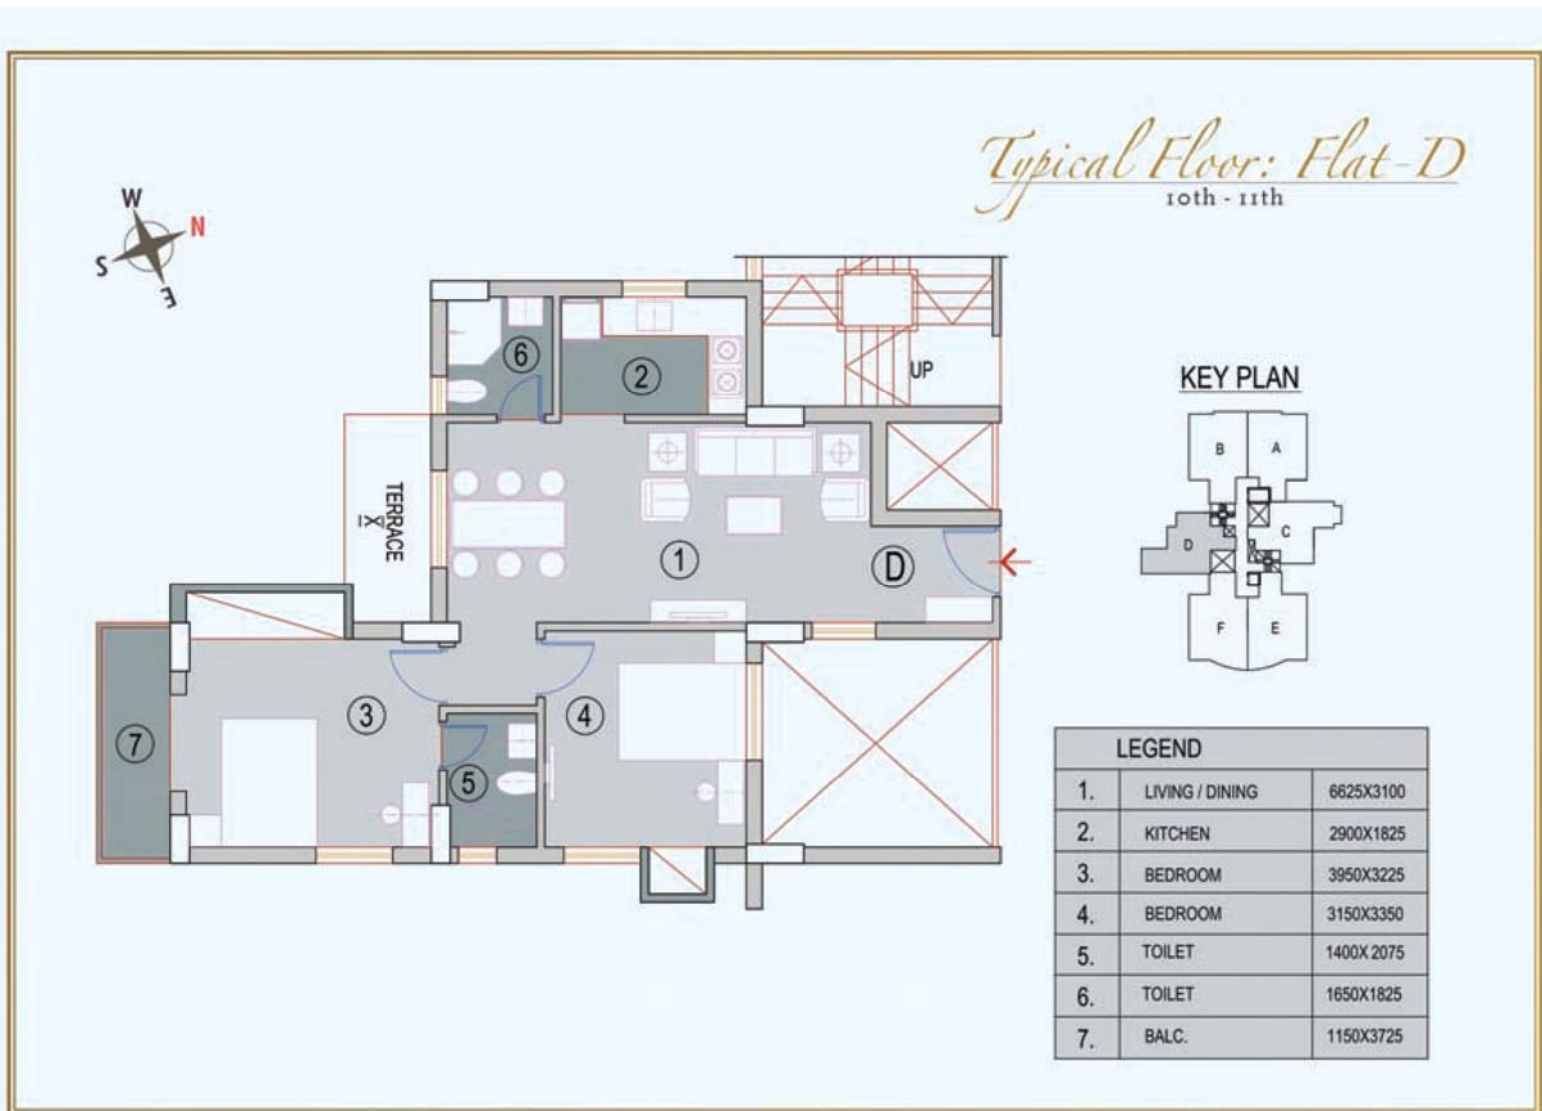 Typical Floor: Flat-D
10th - 11th
W
N
S
E
UP
6
2
KEY PLAN
B A
TERRACE
IX
1
D
C
D
F E
3
4
7
5
LEGEND
1. LIVING / DINING 6625X3100
2. KITCHEN 2900X1825
3. BEDROOM 3950X3225
4. BEDROOM 3150X3350
5. TOILET 1400X2075
6. TOILET 1650X1825
7. BALC. 1150X3725